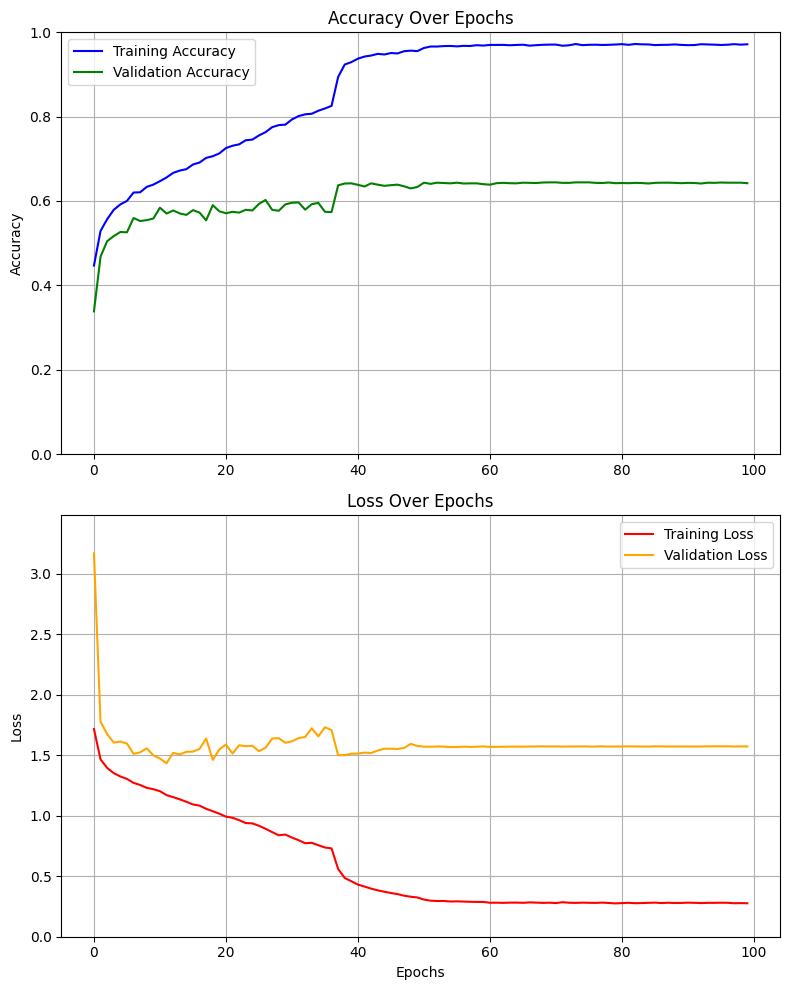 Accuracy Over Epochs
Training Accuracy
Validation Accuracy
Accuracy
1.0
0.8
0.6
0.4
0.2
0.0
0 20 40 60 80 100
Loss Over Epochs
Training Loss
Validation Loss
Loss
3.0
2.5
2.0
1.5
1.0
0.5
0.0
0 20 40 60 80 100
Epochs